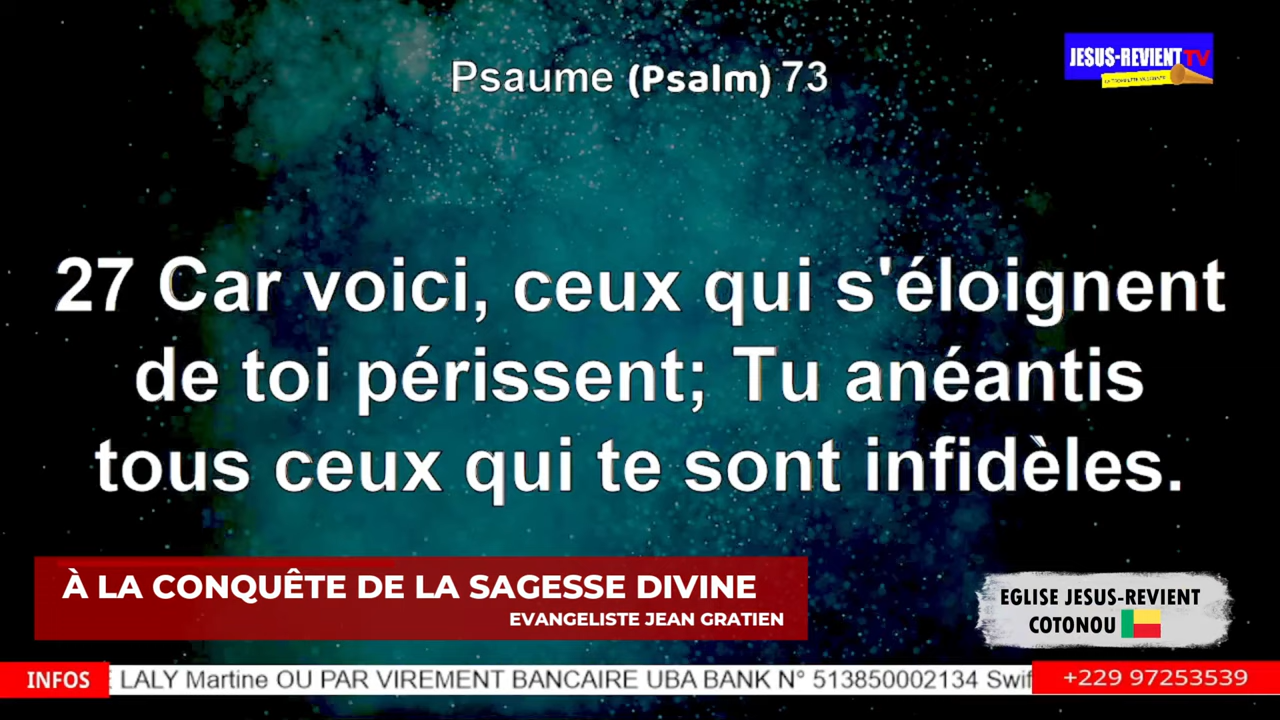 Psaume (Psalm) 73
JESUS-REVIENT TV
27 Car voici, ceux qui s'éloignent
de toi périssent; Tu anéantis
tous ceux qui te sont infidèles.
À LA CONQUÊTE DE LA SAGESSE DIVINE
EVANGELISTE JEAN GRATIEN
EGLISE JESUS-REVIENT
COTONOU
INFOS : LALY Martine OU PAR VIREMENT BANCAIRE UBA BANK N° 513850002134 Swif +229 97253539